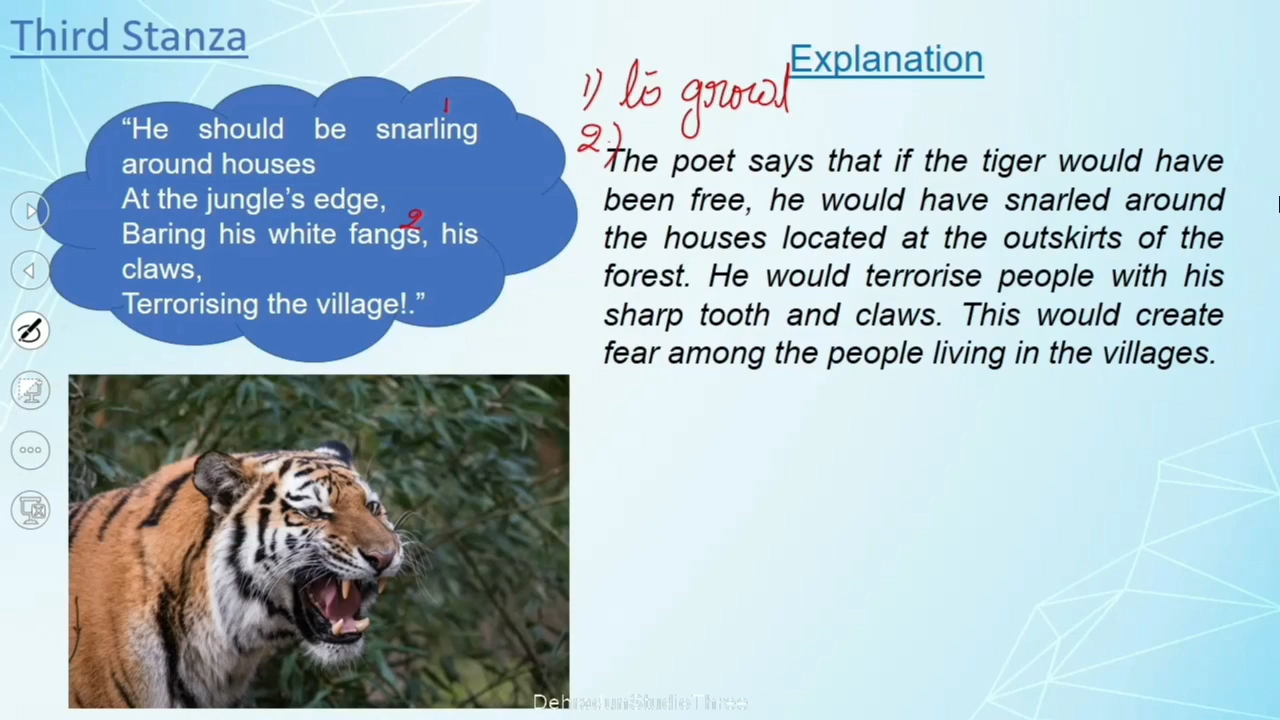 Third Stanza
Explanation
1) to growl
2)
1
“He should be snarling
around houses
At the jungle’s edge,
2
Baring his white fangs, his
claws,
Terrorising the village!.”
The poet says that if the tiger would have
been free, he would have snarled around
the houses located at the outskirts of the
forest. He would terrorise people with his
sharp tooth and claws. This would create
fear among the people living in the villages.